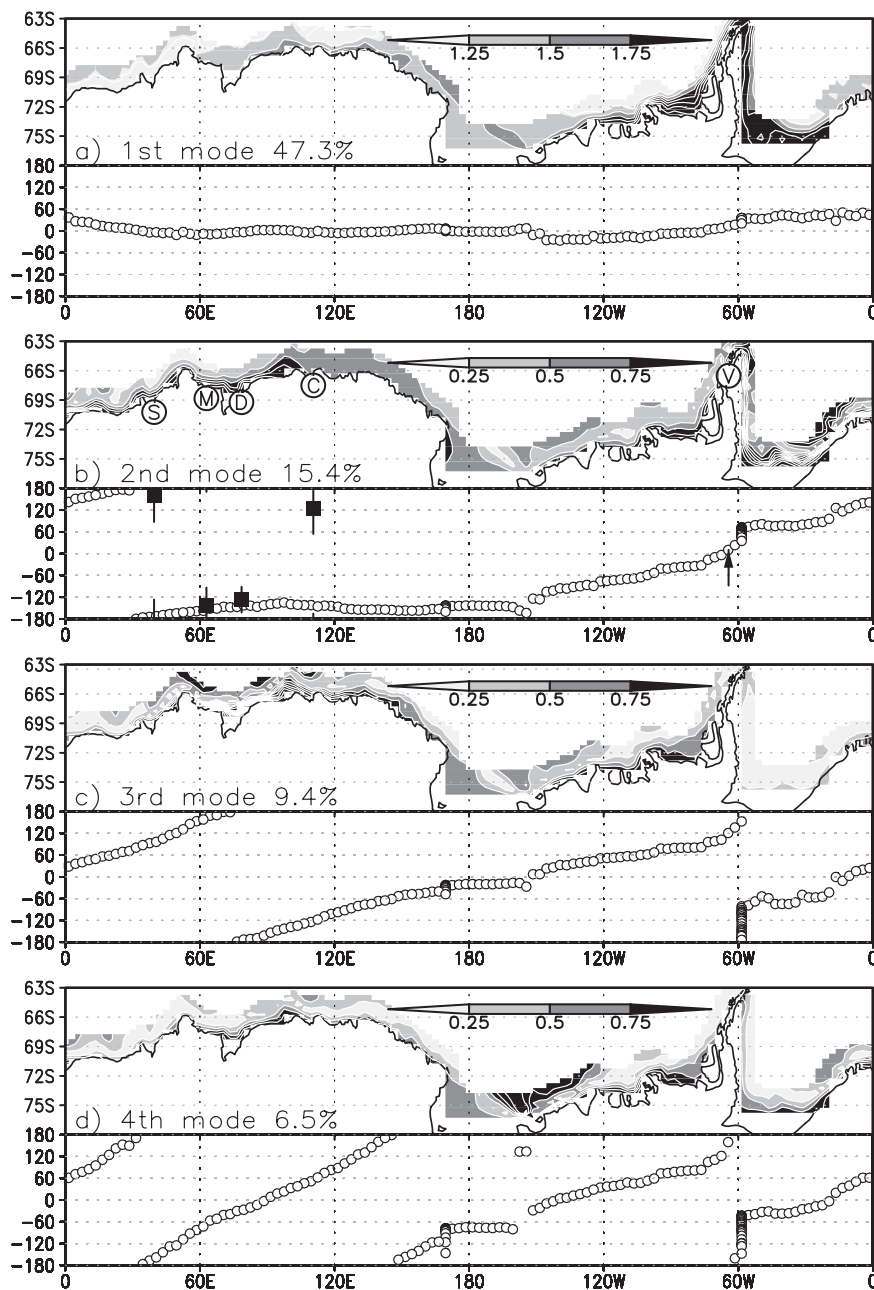 63S
66S
69S
72S
75S
1.25 1.5 1.75
a) 1st mode 47.3%
180
120
60
0
−60
−120
−180
0 60E 120E 180 120W 60W 0
63S
66S
69S
72S
75S
0.25 0.5 0.75
S M D C V
b) 2nd mode 15.4%
180
120
60
0
−60
−120
−180
0 60E 120E 180 120W 60W 0
63S
66S
69S
72S
75S
0.25 0.5 0.75
c) 3rd mode 9.4%
180
120
60
0
−60
−120
−180
0 60E 120E 180 120W 60W 0
63S
66S
69S
72S
75S
0.25 0.5 0.75
d) 4th mode 6.5%
180
120
60
0
−60
−120
−180
0 60E 120E 180 120W 60W 0